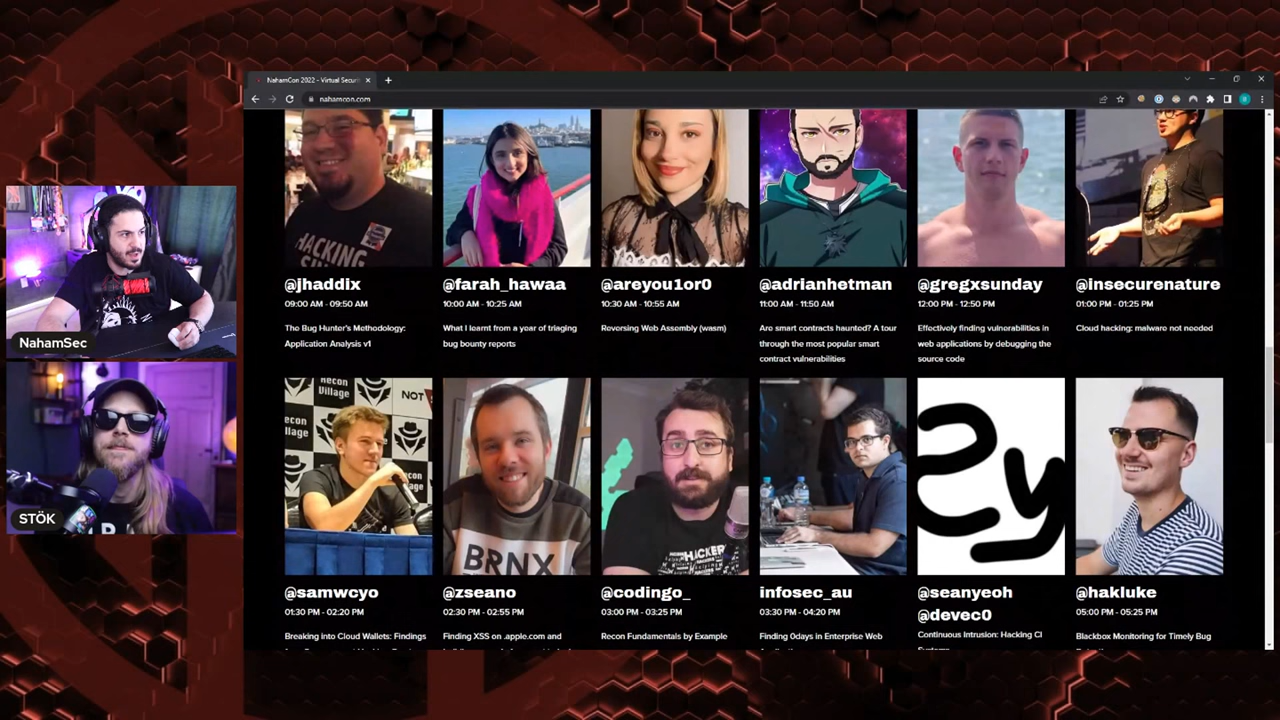 NahamCon 2022 - Virtual Securi
nahamcon.com
HACKING
@jhaddix
09:00 AM - 09:50 AM
The Bug Hunter's Methodology:
Application Analysis v1
@farah_hawaa
10:00 AM - 10:25 AM
What I learnt from a year of triaging
bug bounty reports
@areyou1or0
10:30 AM - 10:55 AM
Reversing Web Assembly (wasm)
@adrianhetman
11:00 AM - 11:50 AM
Are smart contracts haunted? A tour
through the most popular smart
contract vulnerabilities
@gregxsunday
12:00 PM - 12:50 PM
Effectively finding vulnerabilities in
web applications by debugging the
source code
@insecurenature
01:00 PM - 01:25 PM
Cloud hacking: malware not needed
NahamSec
STÖK
Recon
Village
NOT
BRNX
HACKER
zy
@samwcyo
01:30 PM - 02:20 PM
Breaking into Cloud Wallets: Findings
@zseano
02:30 PM - 02:55 PM
Finding XSS on .apple.com and
@codingo_
03:00 PM - 03:25 PM
Recon Fundamentals by Example
infosec_au
03:30 PM - 04:20 PM
Finding 0days in Enterprise Web
@seanyeoh
@devec0
Continuous Intrusion: Hacking CI
@hakluke
05:00 PM - 05:25 PM
Blackbox Monitoring for Timely Bug